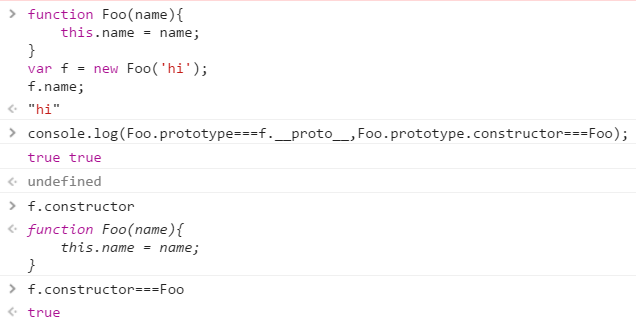 function Foo(name){
    this.name = name;
}
var f = new Foo('hi');
f.name;
"hi"
console.log(Foo.prototype===f.__proto__,Foo.prototype.constructor===Foo);
true true
undefined
f.constructor
function Foo(name){
    this.name = name;
}
f.constructor===Foo
true